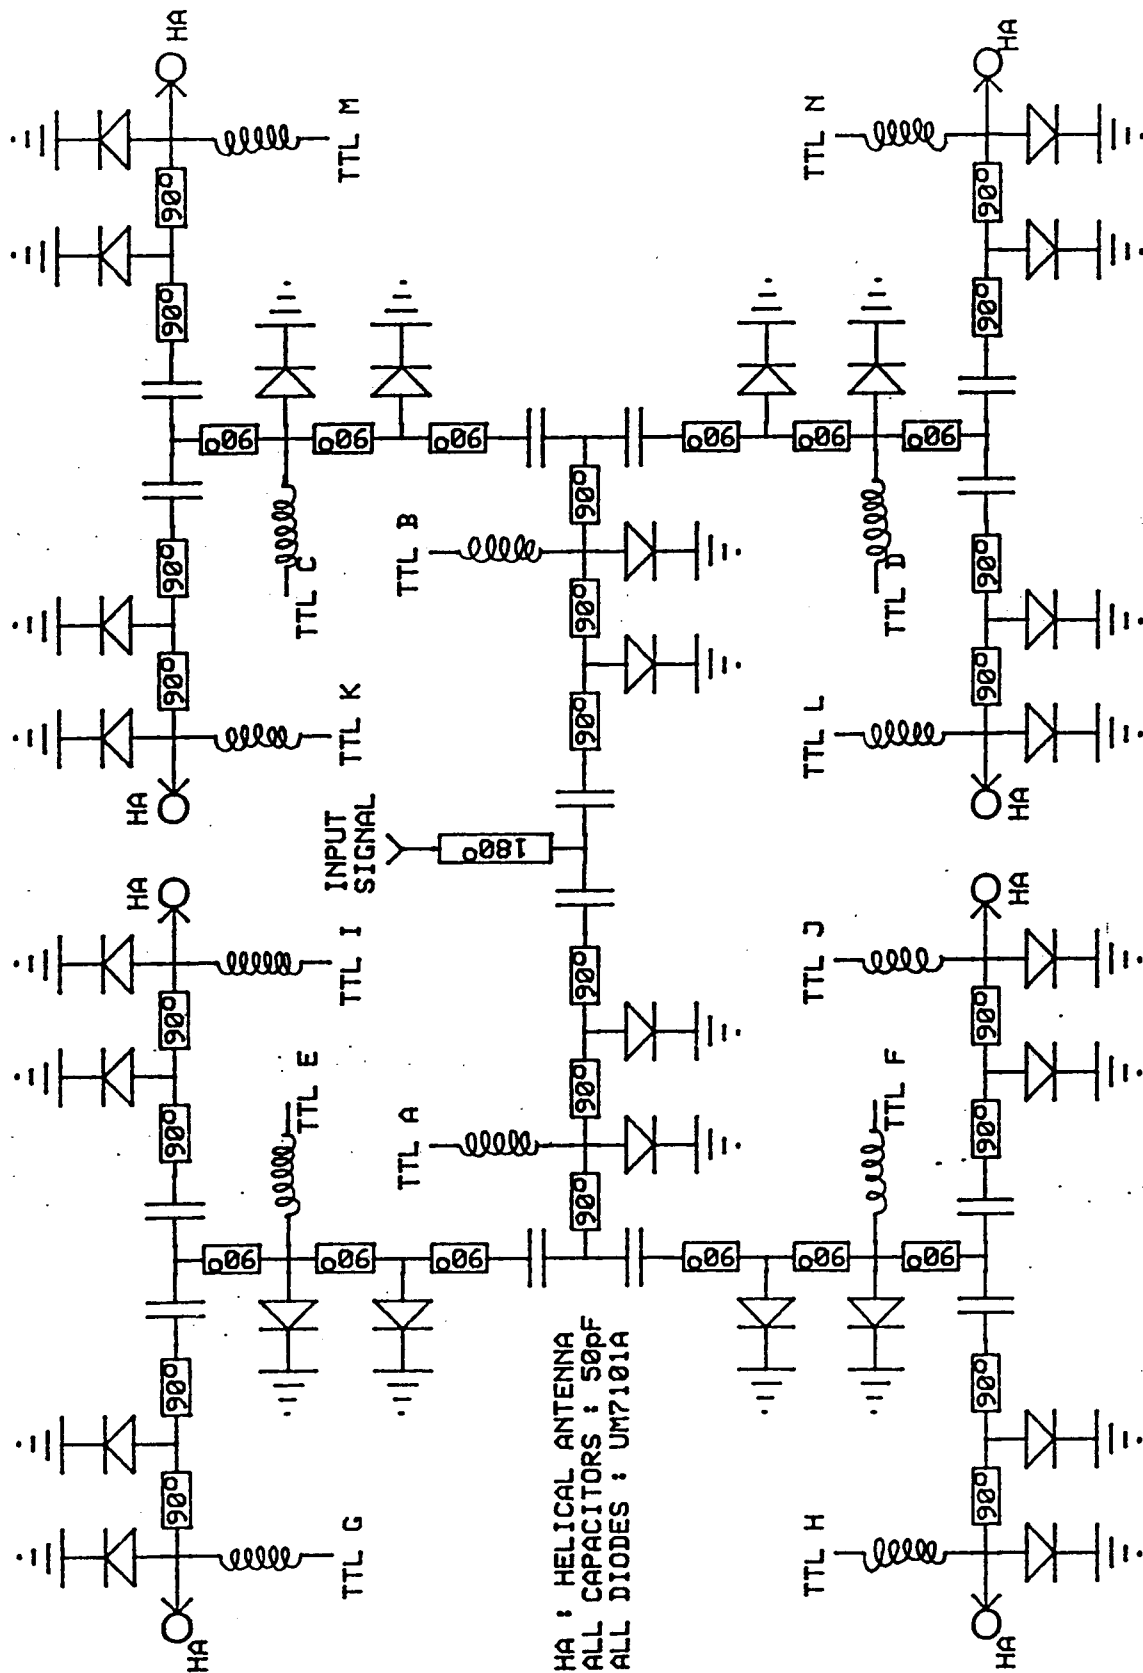 HA
HA
HA
HA
90°
90°
90°
90°
90°
90°
90°
90°
90°
90°
TTL E
TTL C
90°
90°
TTL G
TTL I
INPUT
SIGNAL
TTL K
TTL M
TTL A
TTL B
90°
90°
180°
90°
90°
90°
90°
90°
90°
HA : HELICAL ANTENNA
ALL CAPACITORS : 50pF
ALL DIODES : UM7101A
90°
90°
90°
90°
TTL H
TTL J
TTL L
TTL N
TTL F
TTL D
90°
90°
90°
90°
90°
90°
90°
90°
90°
90°
HA
HA
HA
HA